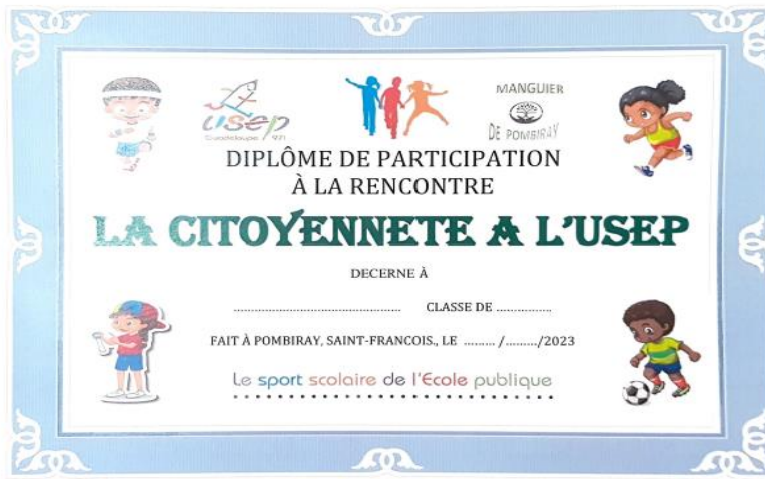 usep
Guadeloupe 971
MANGUIER
DE POMBIRAY
DIPLÔME DE PARTICIPATION
À LA RENCONTRE
LA CITOYENNETE A L'USEP
DECERNE À
................................................ CLASSE DE ................
FAIT À POMBIRAY, SAINT-FRANCOIS., LE ......... /........./2023
Le sport scolaire de l'Ecole publique